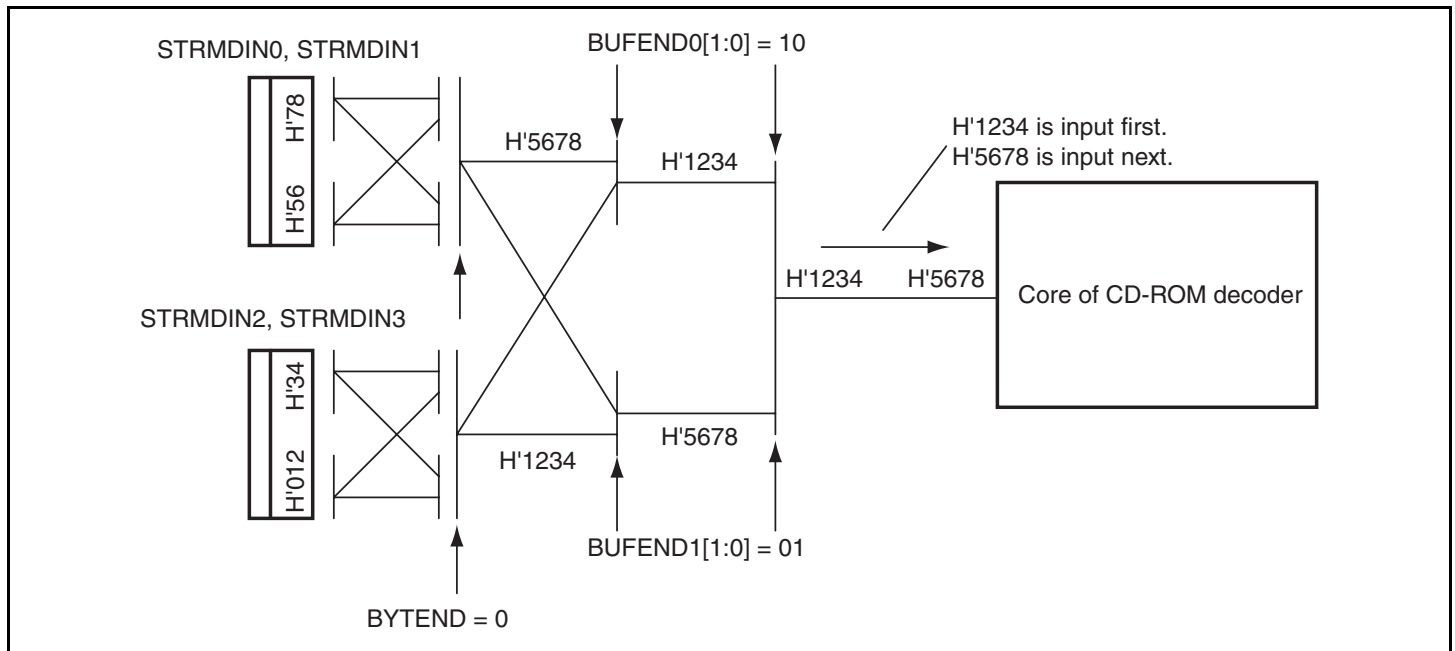 STRMDIN0, STRMDIN1
BUFEND0[1:0] = 10
H'78
H'56
H'5678
H'1234
H'1234 is input first.
H'5678 is input next.
STRMDIN2, STRMDIN3
H'1234
H'5678
Core of CD-ROM decoder
H'34
H'012
H'1234
H'5678
BUFEND1[1:0] = 01
BYTEND = 0